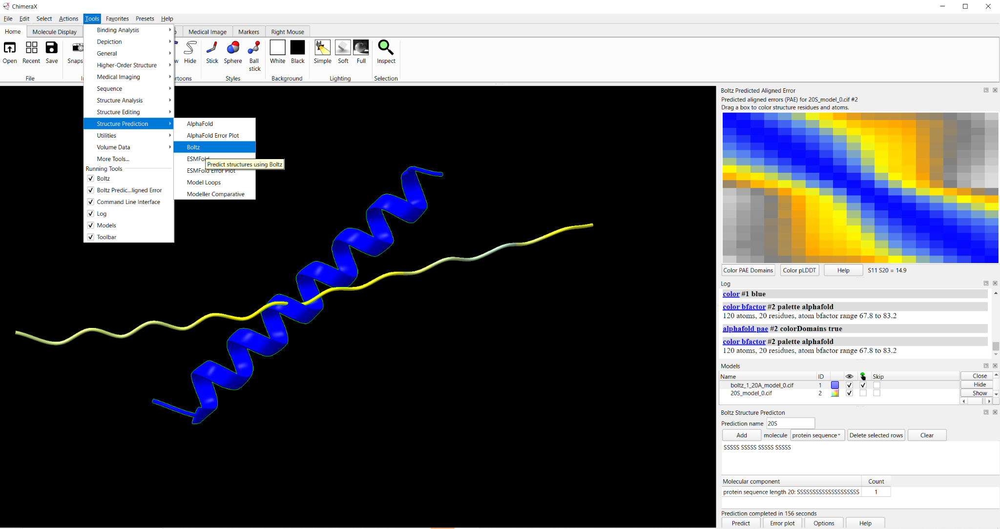 ChimeraX
File Edit Select Actions Tools Favorites Presets Help
Home Molecule Display Medical Image Markers Right Mouse
Open Recent Save Snaps Hide Stick Sphere Ball stick White Black Simple Soft Full Inspect
File Styles Background Lighting Selection
Binding Analysis
Depiction
General
Higher-Order Structure
Medical Imaging
Sequence
Structure Analysis
Structure Editing
Structure Prediction
Utilities
Volume Data
More Tools...
Running Tools
Boltz
Boltz Predic...ligned Error
Command Line Interface
Log
Models
Toolbar
AlphaFold
AlphaFold Error Plot
Boltz
ESMFold
Predict structures using Boltz
ESMFold Error Plot
Model Loops
Modeller Comparative
Boltz Predicted Aligned Error
Predicted aligned errors (PAE) for 20S_model_0.cif #2
Drag a box to color structure residues and atoms.
Color PAE Domains Color pLDDT Help S11 S20 = 14.9
Log
color #1 blue
color bfactor #2 palette alphafold
120 atoms, 20 residues, atom bfactor range 67.8 to 83.2
alphafold pae #2 colorDomains true
color bfactor #2 palette alphafold
120 atoms, 20 residues, atom bfactor range 67.8 to 83.2
Models
Name ID Skip Close
boltz_1_20A_model_0.cif 1 Hide
20S_model_0.cif 2 Show
Boltz Structure Predicton
Prediction name 20S
Add molecule protein sequence Delete selected rows Clear
SSSSS SSSSS SSSSS SSSSS
Molecular component Count
protein sequence length 20: SSSSSSSSSSSSSSSSSSSS 1
Prediction completed in 156 seconds
Predict Error plot Options Help